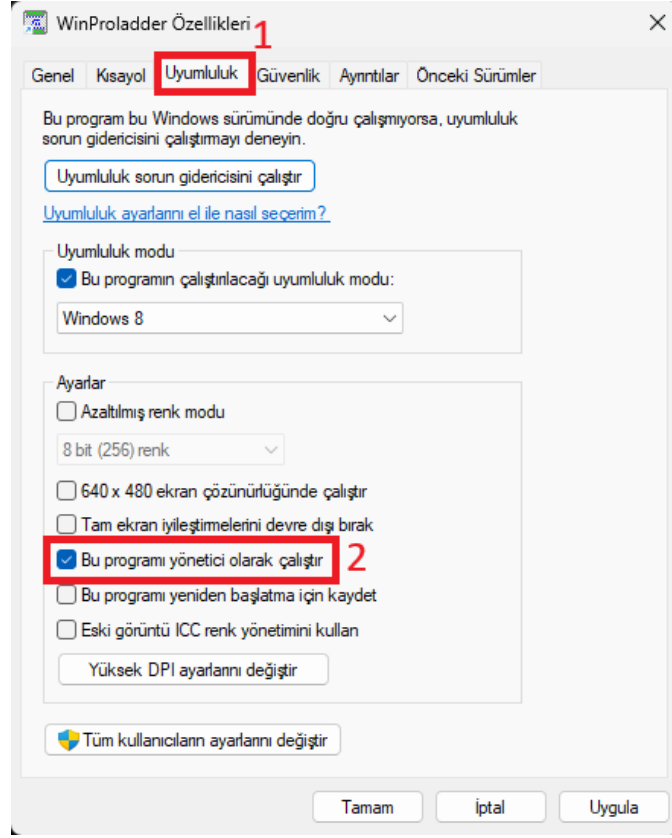 WinProladder Özellikleri
1
Genel Kısayol Uyumluluk Güvenlik Ayrıntılar Önceki Sürümler
Bu program bu Windows sürümünde doğru çalışmıyorsa, uyumluluk
sorun gidericisini çalıştırmayı deneyin.
Uyumluluk sorun gidericisini çalıştır
Uyumluluk ayarlarını el ile nasıl seçerim?
Uyumluluk modu
Bu programın çalıştırılacağı uyumluluk modu:
Windows 8
Ayarlar
Azaltılmış renk modu
8 bit (256) renk
640 x 480 ekran çözünürlüğünde çalıştır
Tam ekran iyileştirmelerini devre dışı bırak
Bu programı yönetici olarak çalıştır 2
Bu programı yeniden başlatma için kaydet
Eski görüntü ICC renk yönetimini kullan
Yüksek DPI ayarlarını değiştir
Tüm kullanıcıların ayarlarını değiştir
Tamam İptal Uygula